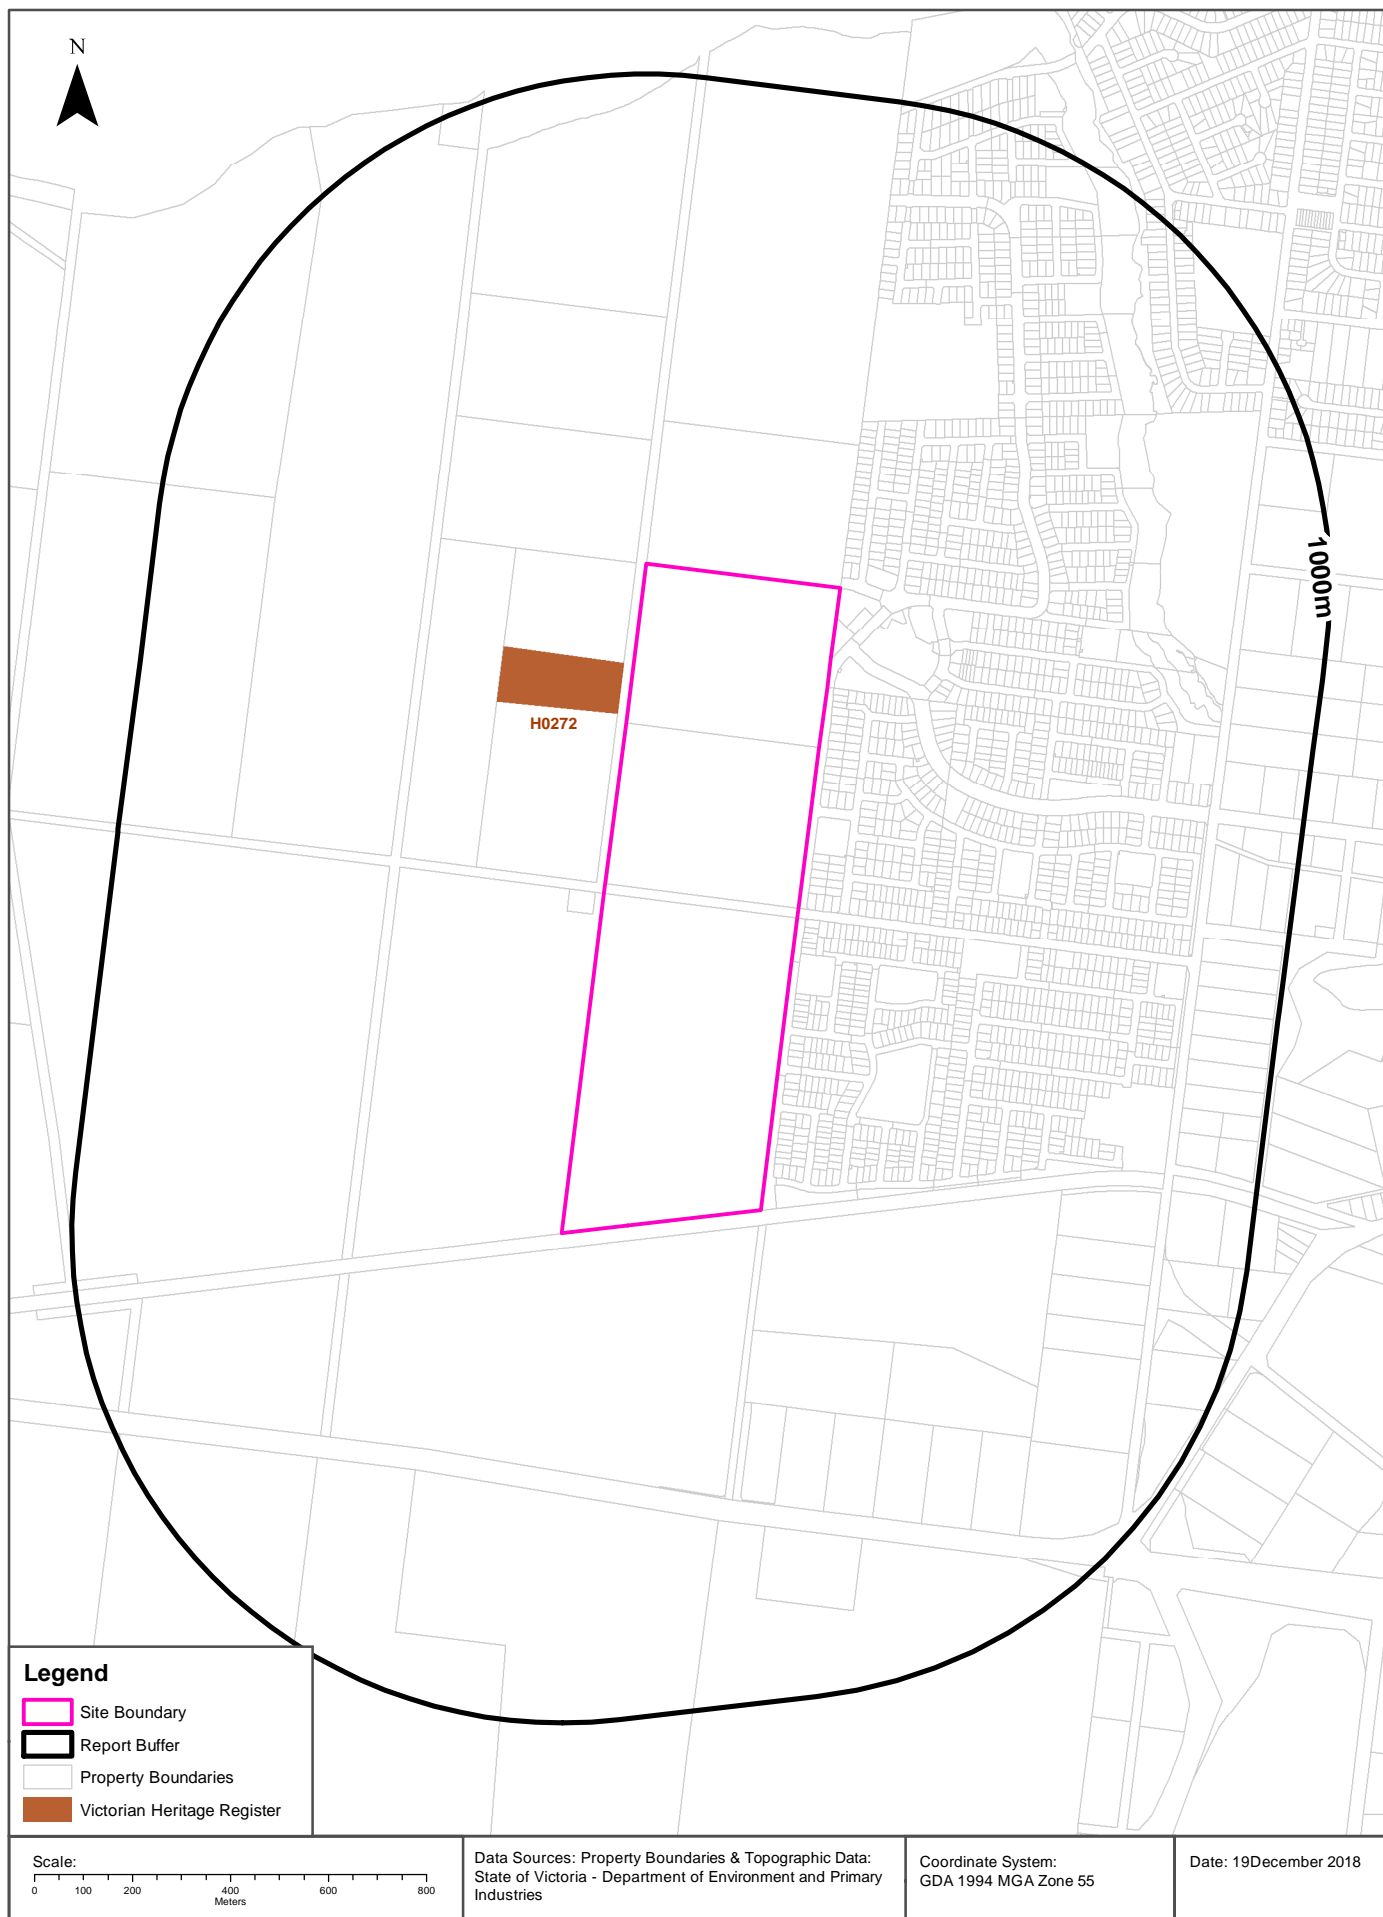 N
1000m
H0272
Legend
Site Boundary
Report Buffer
Property Boundaries
Victorian Heritage Register
Scale:
0 100 200 400 600 800
Meters
Data Sources: Property Boundaries & Topographic Data:
State of Victoria - Department of Environment and Primary
Industries
Coordinate System:
GDA 1994 MGA Zone 55
Date: 19December 2018